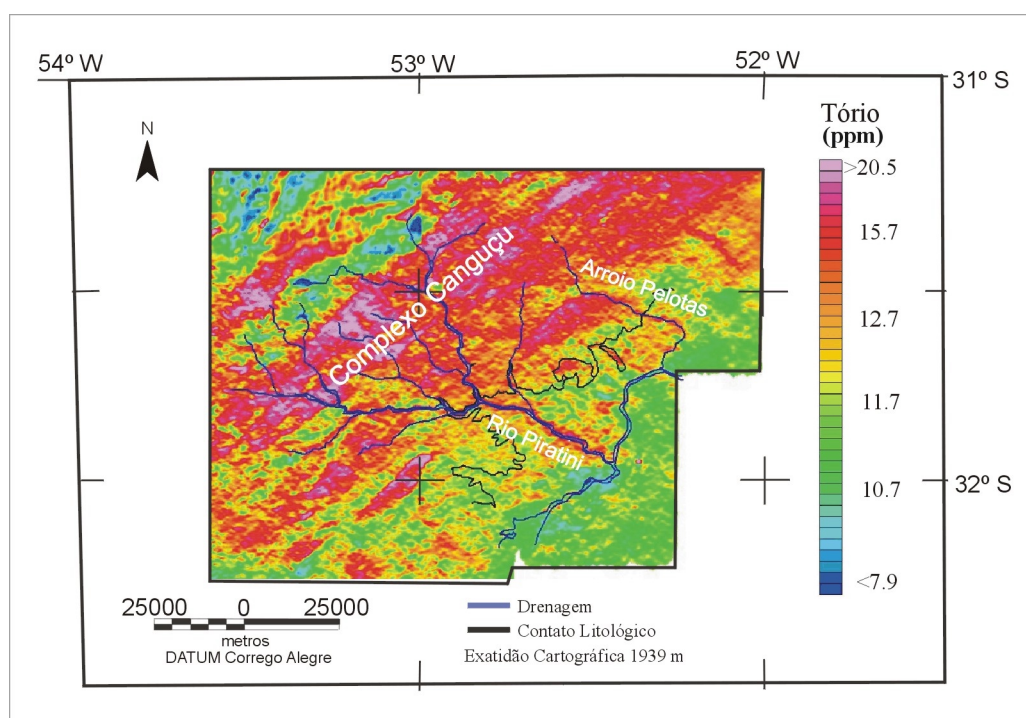 54º W
53º W
52º W
31º S
N
Tório
(ppm)
>20.5
15.7
12.7
11.7
10.7
<7.9
Complexo Canguçu
Arroio Pelotas
Rio Piratini
32º S
25000 0 25000
metros
DATUM Corrego Alegre
Drenagem
Contato Litológico
Exatidão Cartográfica 1939 m